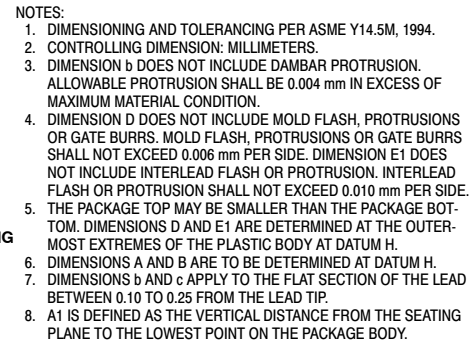 NOTES:
1. DIMENSIONING AND TOLERANCING PER ASME Y14.5M, 1994.
2. CONTROLLING DIMENSION: MILLIMETERS.
3. DIMENSION b DOES NOT INCLUDE DAMBAR PROTRUSION.
ALLOWABLE PROTRUSION SHALL BE 0.004 mm IN EXCESS OF
MAXIMUM MATERIAL CONDITION.
4. DIMENSION D DOES NOT INCLUDE MOLD FLASH, PROTRUSIONS
OR GATE BURRS. MOLD FLASH, PROTRUSIONS OR GATE BURRS
SHALL NOT EXCEED 0.006 mm PER SIDE. DIMENSION E1 DOES
NOT INCLUDE INTERLEAD FLASH OR PROTRUSION. INTERLEAD
FLASH OR PROTRUSION SHALL NOT EXCEED 0.010 mm PER SIDE.
5. THE PACKAGE TOP MAY BE SMALLER THAN THE PACKAGE BOT-
TOM. DIMENSIONS D AND E1 ARE DETERMINED AT THE OUTER-
NG MOST EXTREMES OF THE PLASTIC BODY AT DATUM H.
6. DIMENSIONS A AND B ARE TO BE DETERMINED AT DATUM H.
7. DIMENSIONS b AND c APPLY TO THE FLAT SECTION OF THE LEAD
BETWEEN 0.10 TO 0.25 FROM THE LEAD TIP.
8. A1 IS DEFINED AS THE VERTICAL DISTANCE FROM THE SEATING
PLANE TO THE LOWEST POINT ON THE PACKAGE BODY.